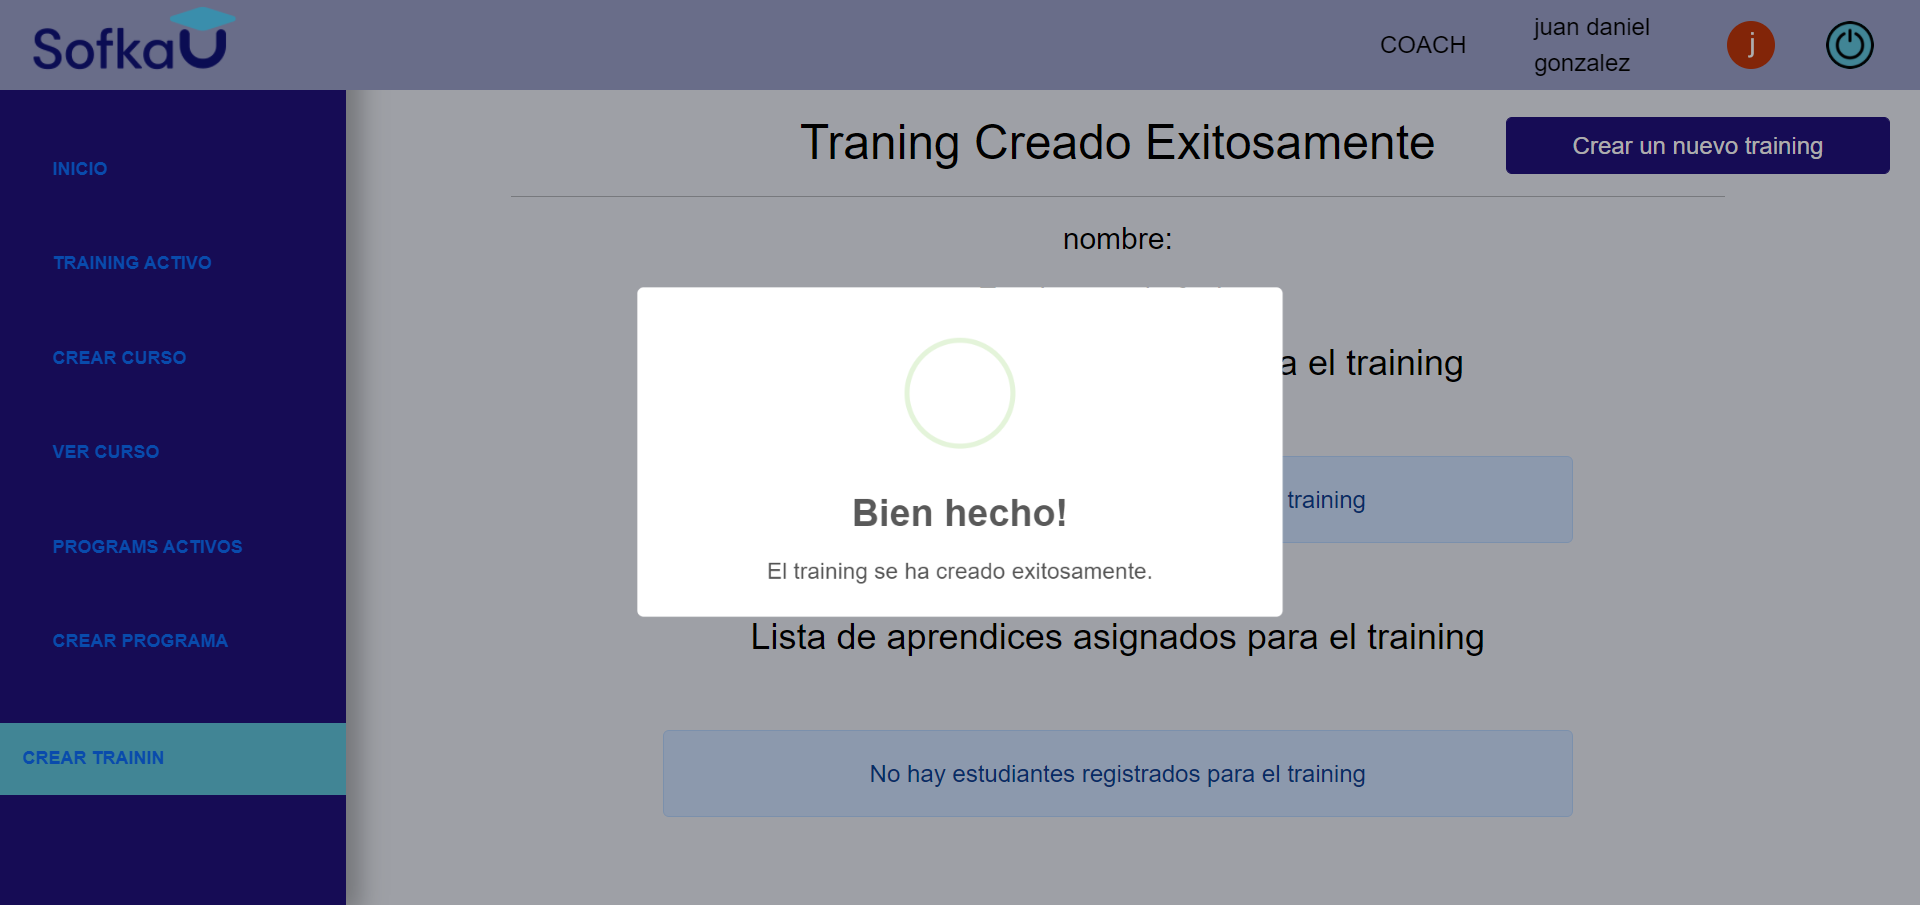 SofkaU
COACH
juan daniel
gonzalez
j
INICIO
TRAINING ACTIVO
CREAR CURSO
VER CURSO
PROGRAMS ACTIVOS
CREAR PROGRAMA
CREAR TRAININ
Traning Creado Exitosamente
Crear un nuevo training
nombre:
a el training
training
Bien hecho!
El training se ha creado exitosamente.
Lista de aprendices asignados para el training
No hay estudiantes registrados para el training